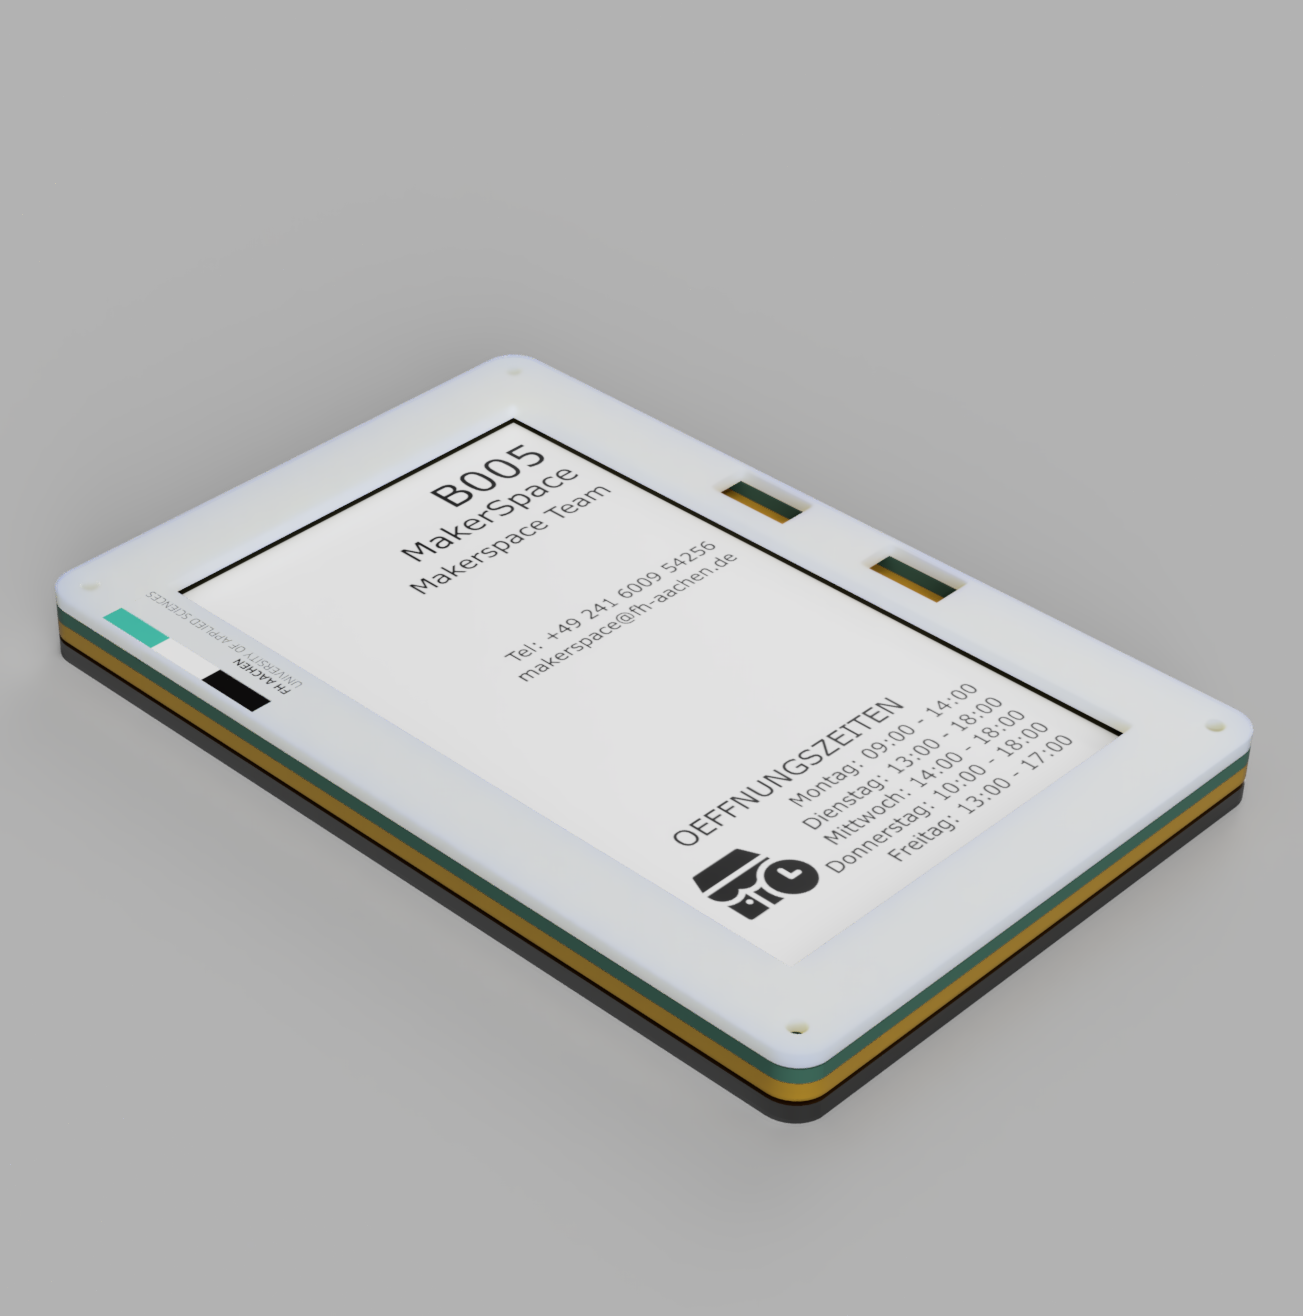 B005
MakerSpace
Makerspace Team
Tel: +49 241 6009 54256
makerspace@fh-aachen.de
OEFFNUNGSZEITEN
Montag: 09:00 - 14:00
Dienstag: 13:00 - 18:00
Mittwoch: 14:00 - 18:00
Donnerstag: 10:00 - 18:00
Freitag: 13:00 - 17:00
FH AACHEN
UNIVERSITY OF APPLIED SCIENCES